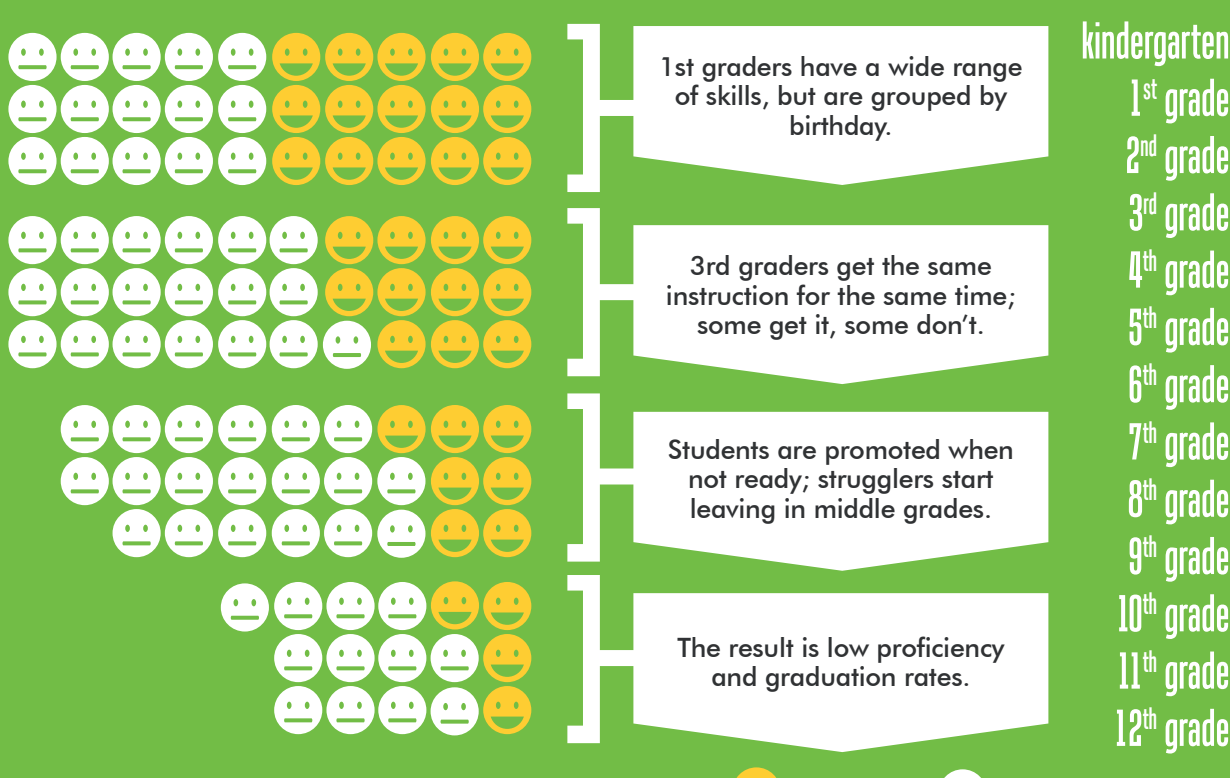 1st graders have a wide range
of skills, but are grouped by
birthday.
3rd graders get the same
instruction for the same time;
some get it, some don't.
Students are promoted when
not ready; strugglers start
leaving in middle grades.
The result is low proficiency
and graduation rates.
kindergarten
1st grade
2nd grade
3rd grade
4th grade
5th grade
6th grade
7th grade
8th grade
9th grade
10th grade
11th grade
12th grade